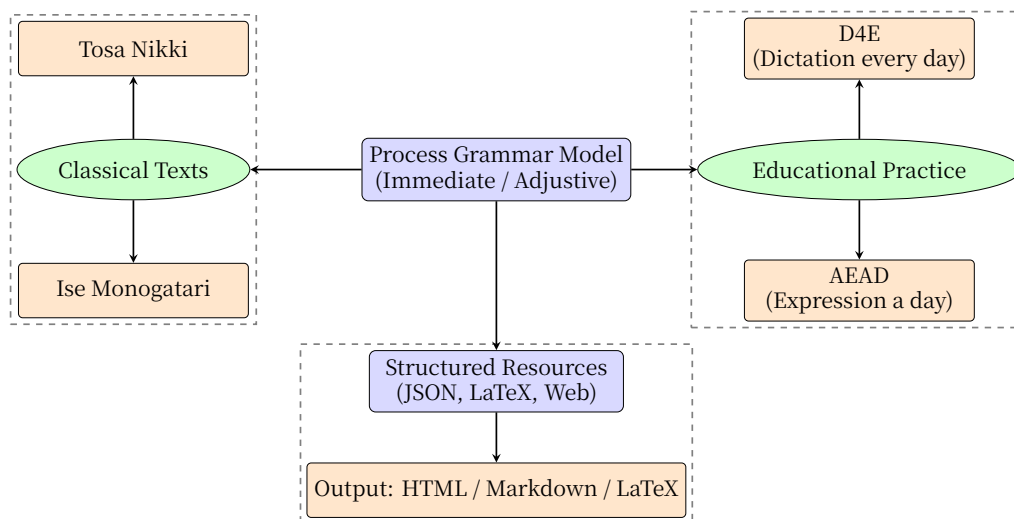 Tosa Nikki
D4E
(Dictation every day)
Classical Texts
Process Grammar Model
(Immediate / Adjustive)
Educational Practice
Ise Monogatari
AEAD
(Expression a day)
Structured Resources
(JSON, LaTeX, Web)
Output: HTML / Markdown / LaTeX